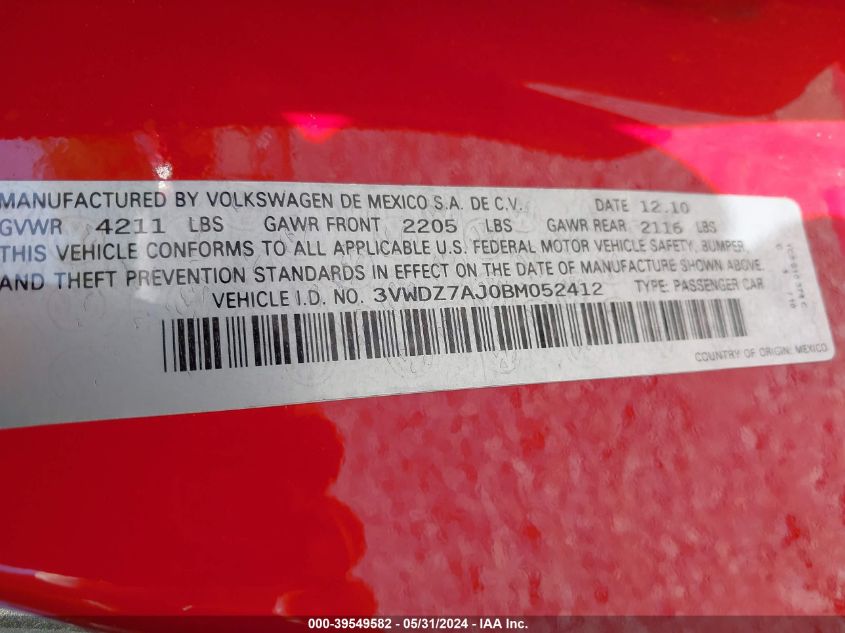 MANUFACTURED BY VOLKSWAGEN DE MEXICO S.A. DE C.V. DATE 12.10
GVWR 4211 LBS GAWR FRONT 2205 LBS GAWR REAR 2116 LBS
THIS VEHICLE CONFORMS TO ALL APPLICABLE U.S. FEDERAL MOTOR VEHICLE SAFETY, BUMPER,
AND THEFT PREVENTION STANDARDS IN EFFECT ON THE DATE OF MANUFACTURE SHOWN ABOVE.
VEHICLE I.D. NO. 3VWDZ7AJ0BM052412 TYPE: PASSENGER CAR
COUNTRY OF ORIGIN: MEXICO
000-39549582 - 05/31/2024 - IAA Inc.